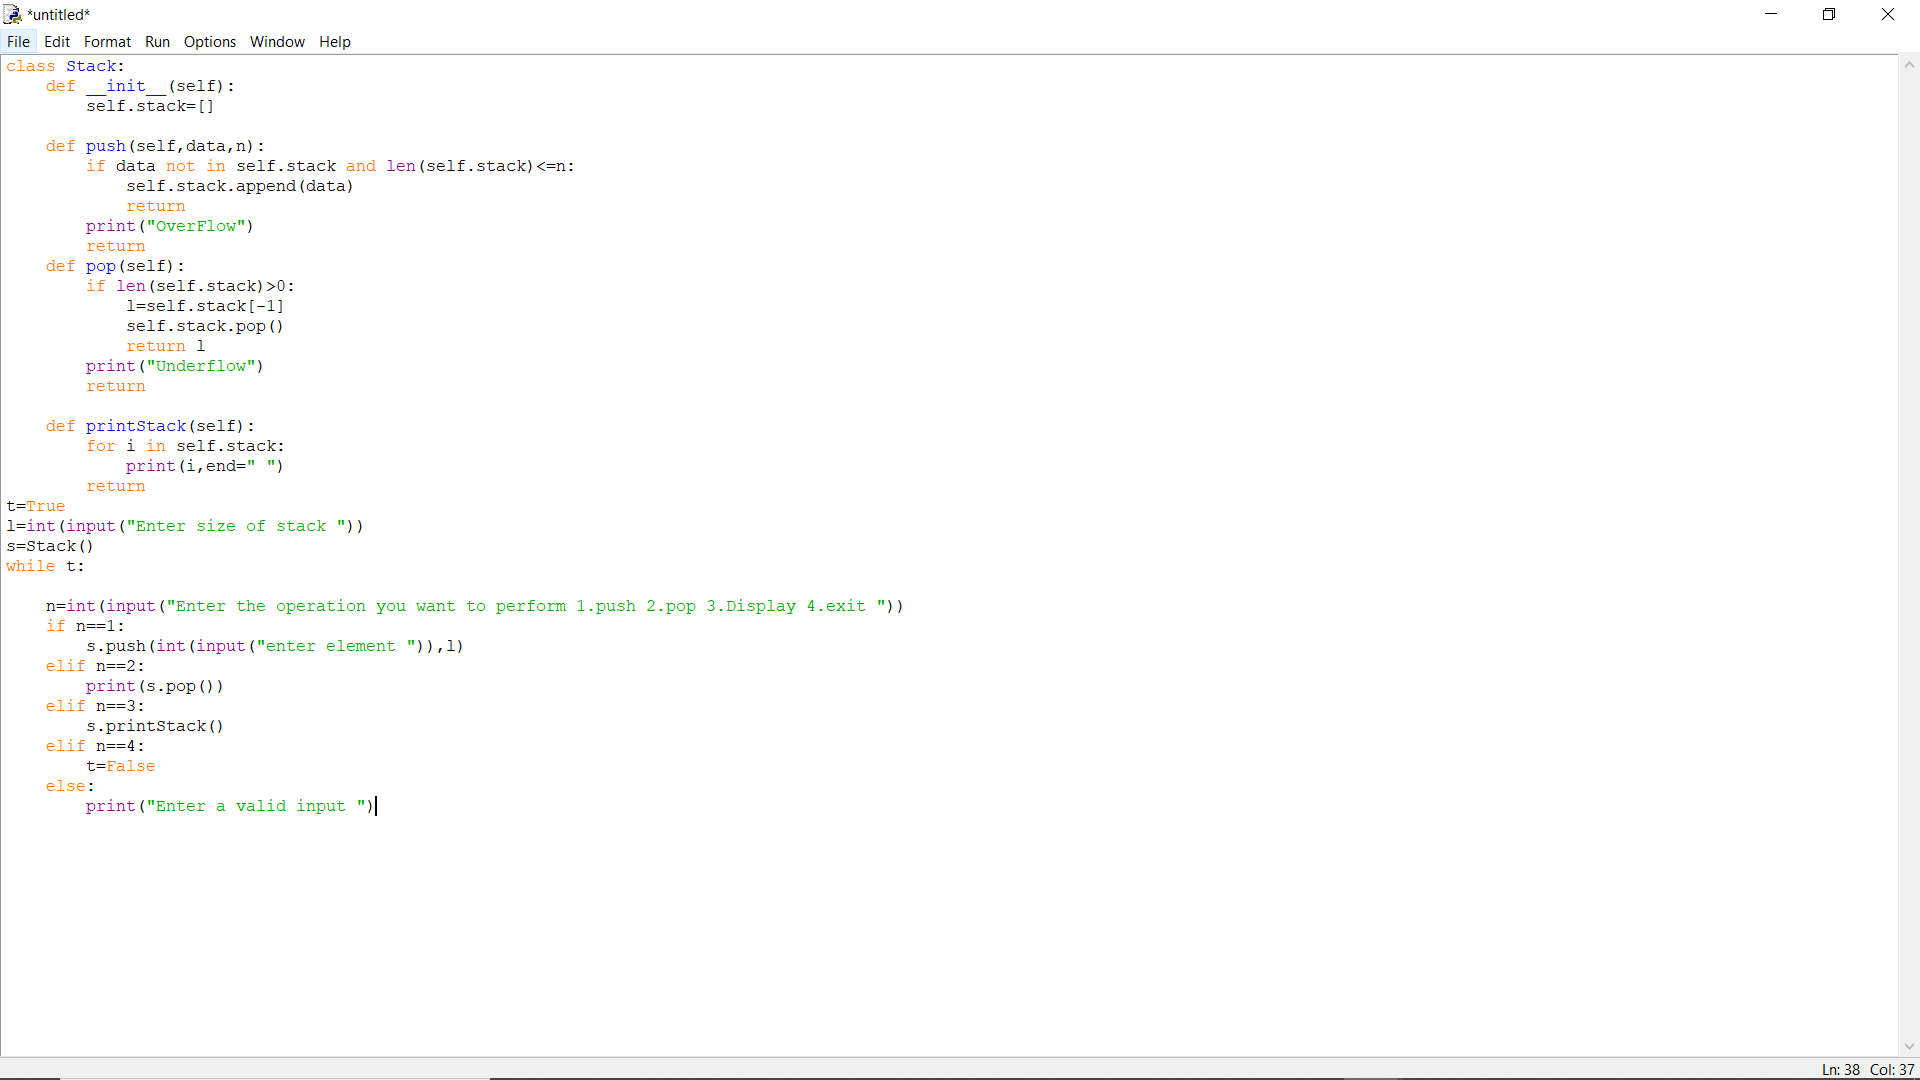 *untitled*
File Edit Format Run Options Window Help
class Stack:
    def __init__(self):
        self.stack=[]

    def push(self,data,n):
        if data not in self.stack and len(self.stack)<=n:
            self.stack.append(data)
            return
        print("OverFlow")
        return
    def pop(self):
        if len(self.stack)>0:
            l=self.stack[-1]
            self.stack.pop()
            return l
        print("Underflow")
        return

    def printStack(self):
        for i in self.stack:
            print(i,end=" ")
        return
t=True
l=int(input("Enter size of stack "))
s=Stack()
while t:

    n=int(input("Enter the operation you want to perform 1.push 2.pop 3.Display 4.exit "))
    if n==1:
        s.push(int(input("enter element ")),l)
    elif n==2:
        print(s.pop())
    elif n==3:
        s.printStack()
    elif n==4:
        t=False
    else:
        print("Enter a valid input ")
Ln: 38 Col: 37